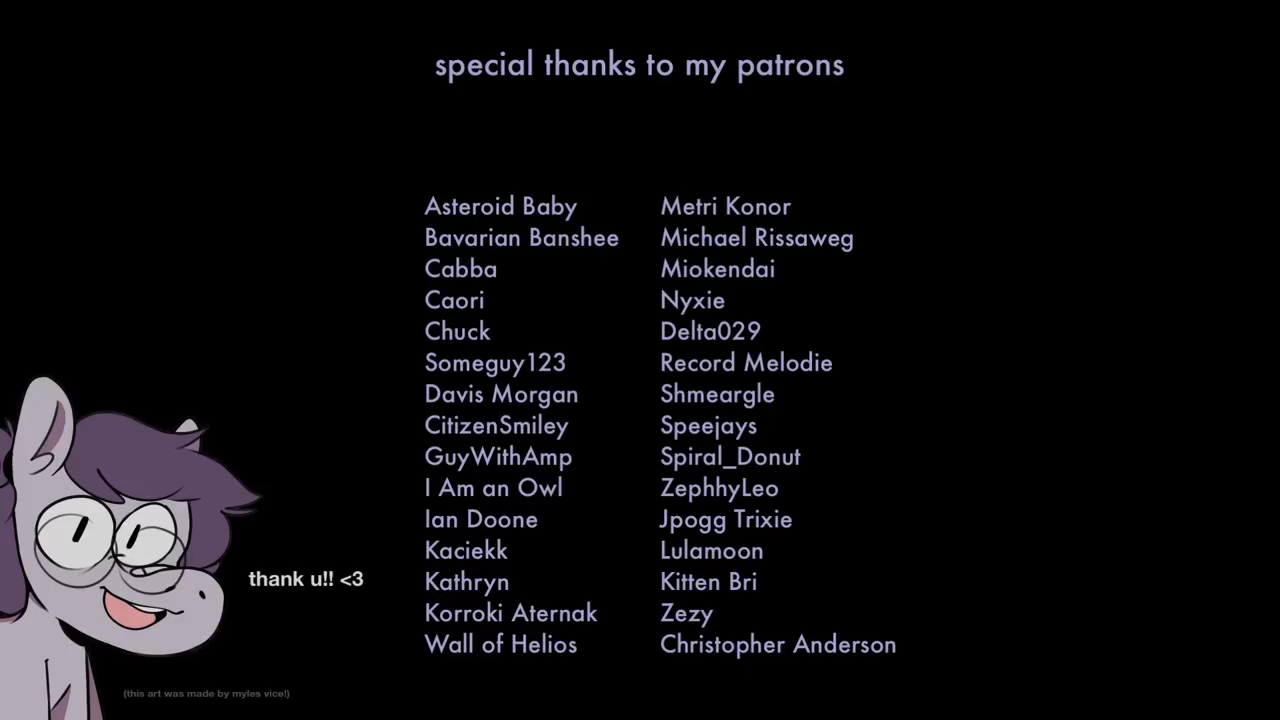 special thanks to my patrons
Asteroid Baby
Bavarian Banshee
Cabba
Caori
Chuck
Someguy123
Davis Morgan
CitizenSmiley
GuyWithAmp
I Am an Owl
Ian Doone
Kaciekk
Kathryn
Korroki Aternak
Wall of Helios
Metri Konor
Michael Rissaweg
Miokendai
Nyxie
Delta029
Record Melodie
Shmeargle
Speejays
Spiral_Donut
ZephhyLeo
Jpogg Trixie
Lulamoon
Kitten Bri
Zezy
Christopher Anderson
thank u!! <3
(this art was made by myles vice!)